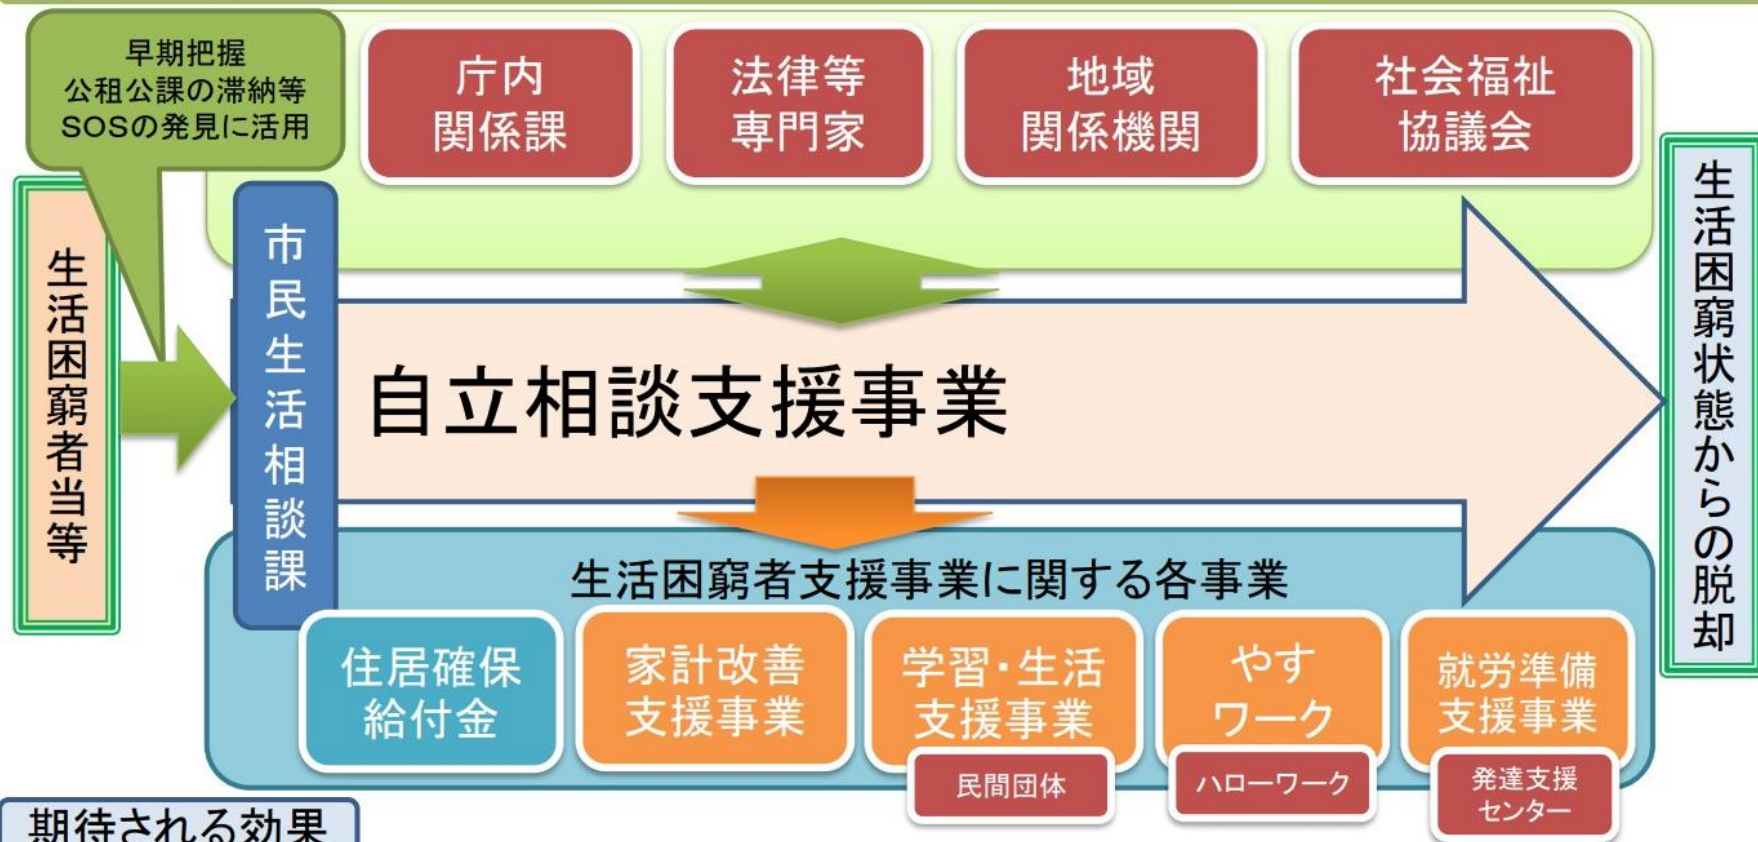 早期把握
公租公課の滞納等
SOSの発見に活用
庁内
関係課
法律等
専門家
地域
関係機関
社会福祉
協議会
生活困窮者当等
市民生活相談課
自立相談支援事業
生活困窮状態からの脱却
生活困窮者支援事業に関する各事業
住居確保
給付金
家計改善
支援事業
学習・生活
支援事業
民間団体
やす
ワーク
ハローワーク
就労準備
支援事業
発達支援
センター
期待される効果